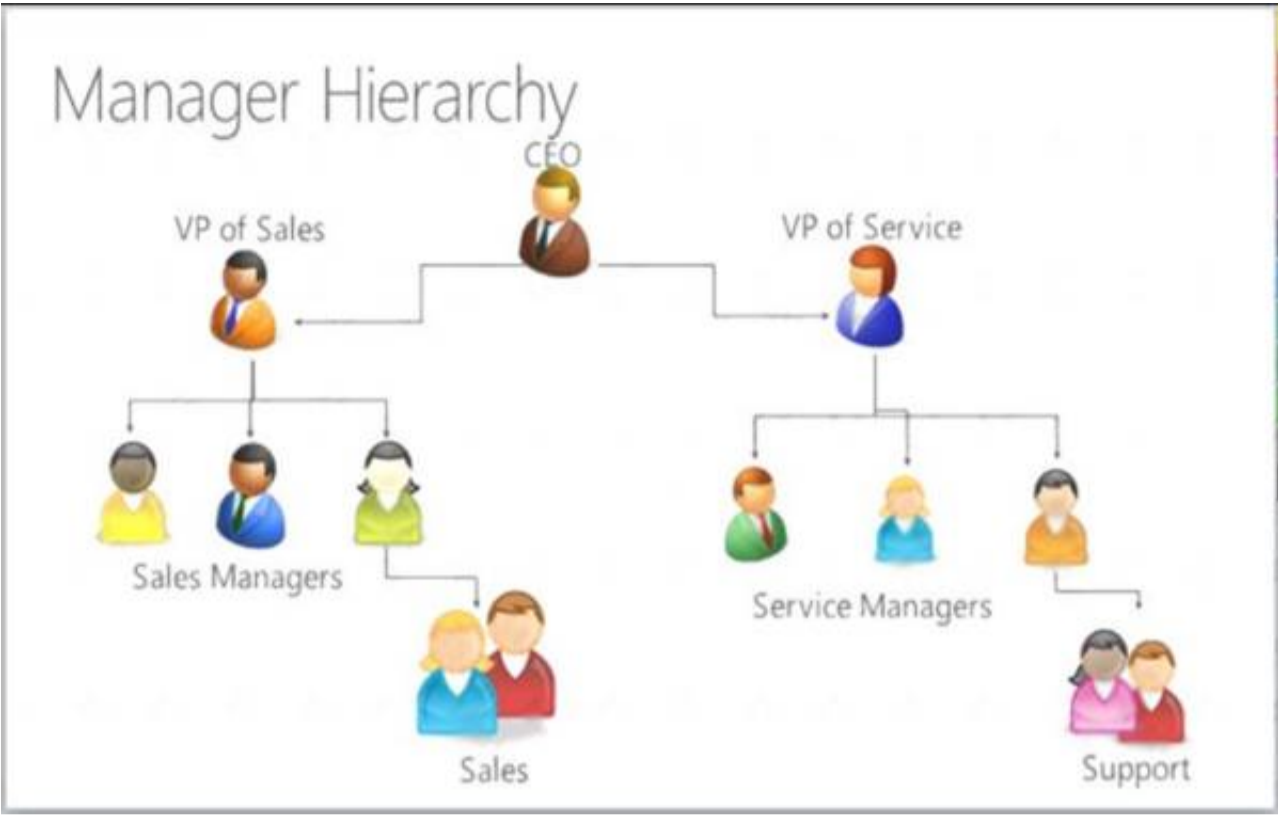 Manager Hierarchy
CEO
VP of Sales
VP of Service
Sales Managers
Service Managers
Sales
Support